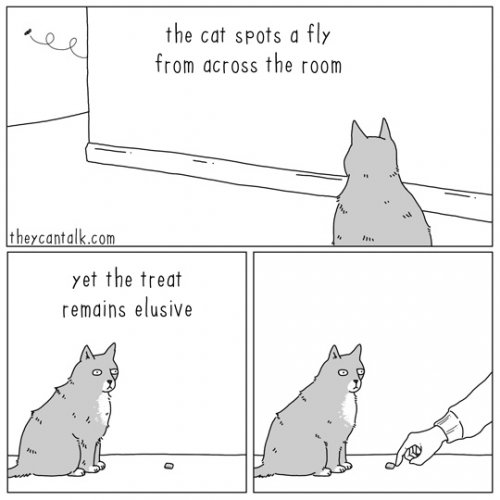 the cat spots a fly
from across the room
theycantalk.com
yet the treat
remains elusive